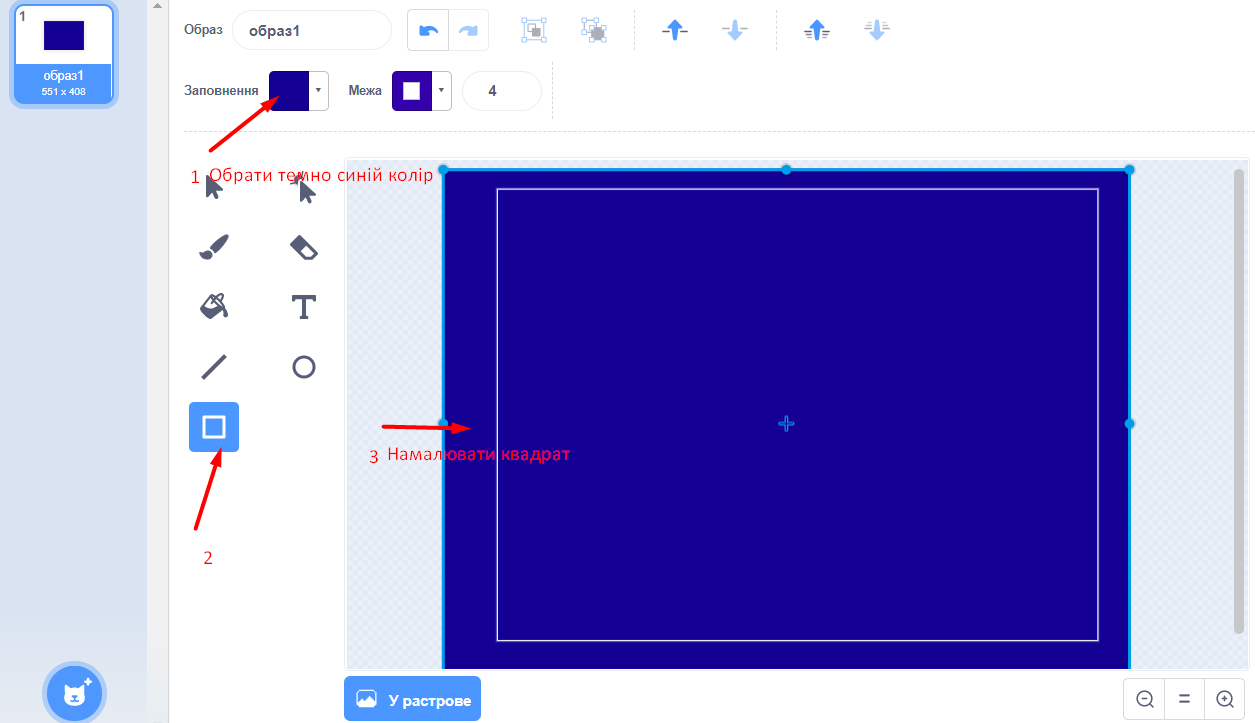 1
образ1
551 x 408
Образ
образ1
Заповнення
Межа
4
1 Обрати темно синій колір
3 Намалювати квадрат
2
У растрове